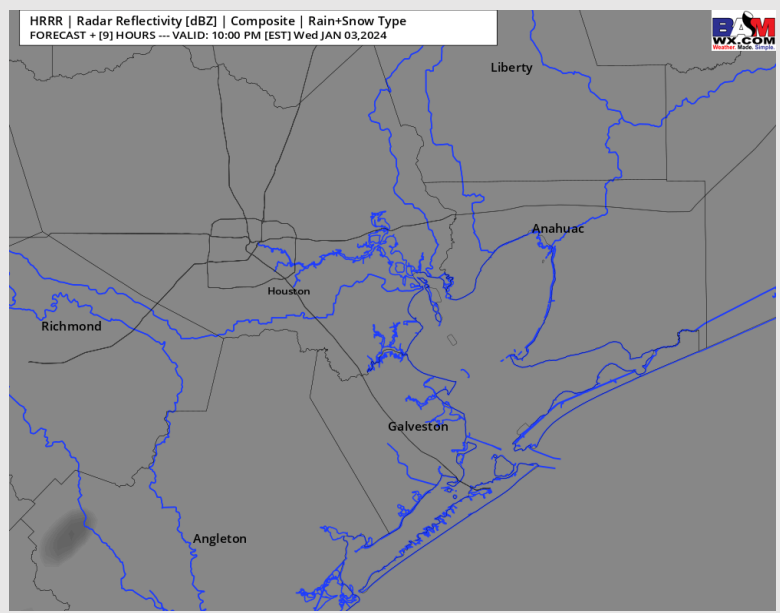 HRRR | Radar Reflectivity [dBZ] | Composite | Rain+Snow Type
FORECAST + [9] HOURS --- VALID: 10:00 PM [EST] Wed JAN 03,2024
BAM
WX.COM
Weather. Made. Simple.
Liberty
Anahuac
Houston
Richmond
Galveston
Angleton